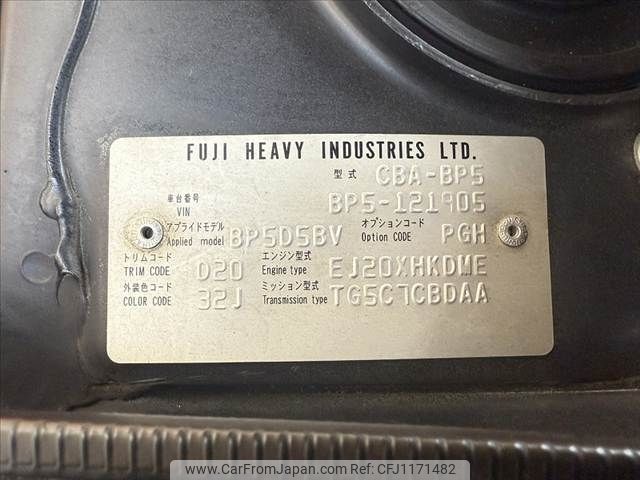 FUJI HEAVY INDUSTRIES LTD.
型式 CBA-BP5
車台番号 VIN BP5-121905
アプライドモデル Applied model BP5D5BV オプションコード Option CODE PGH
トリムコード TRIM CODE D20 エンジン型式 Engine type EJ20XHKDME
外装色コード COLOR CODE 32J ミッション型式 Transmission type TG5C7CBDAA
www.CarFromJapan.com CFJ1171482